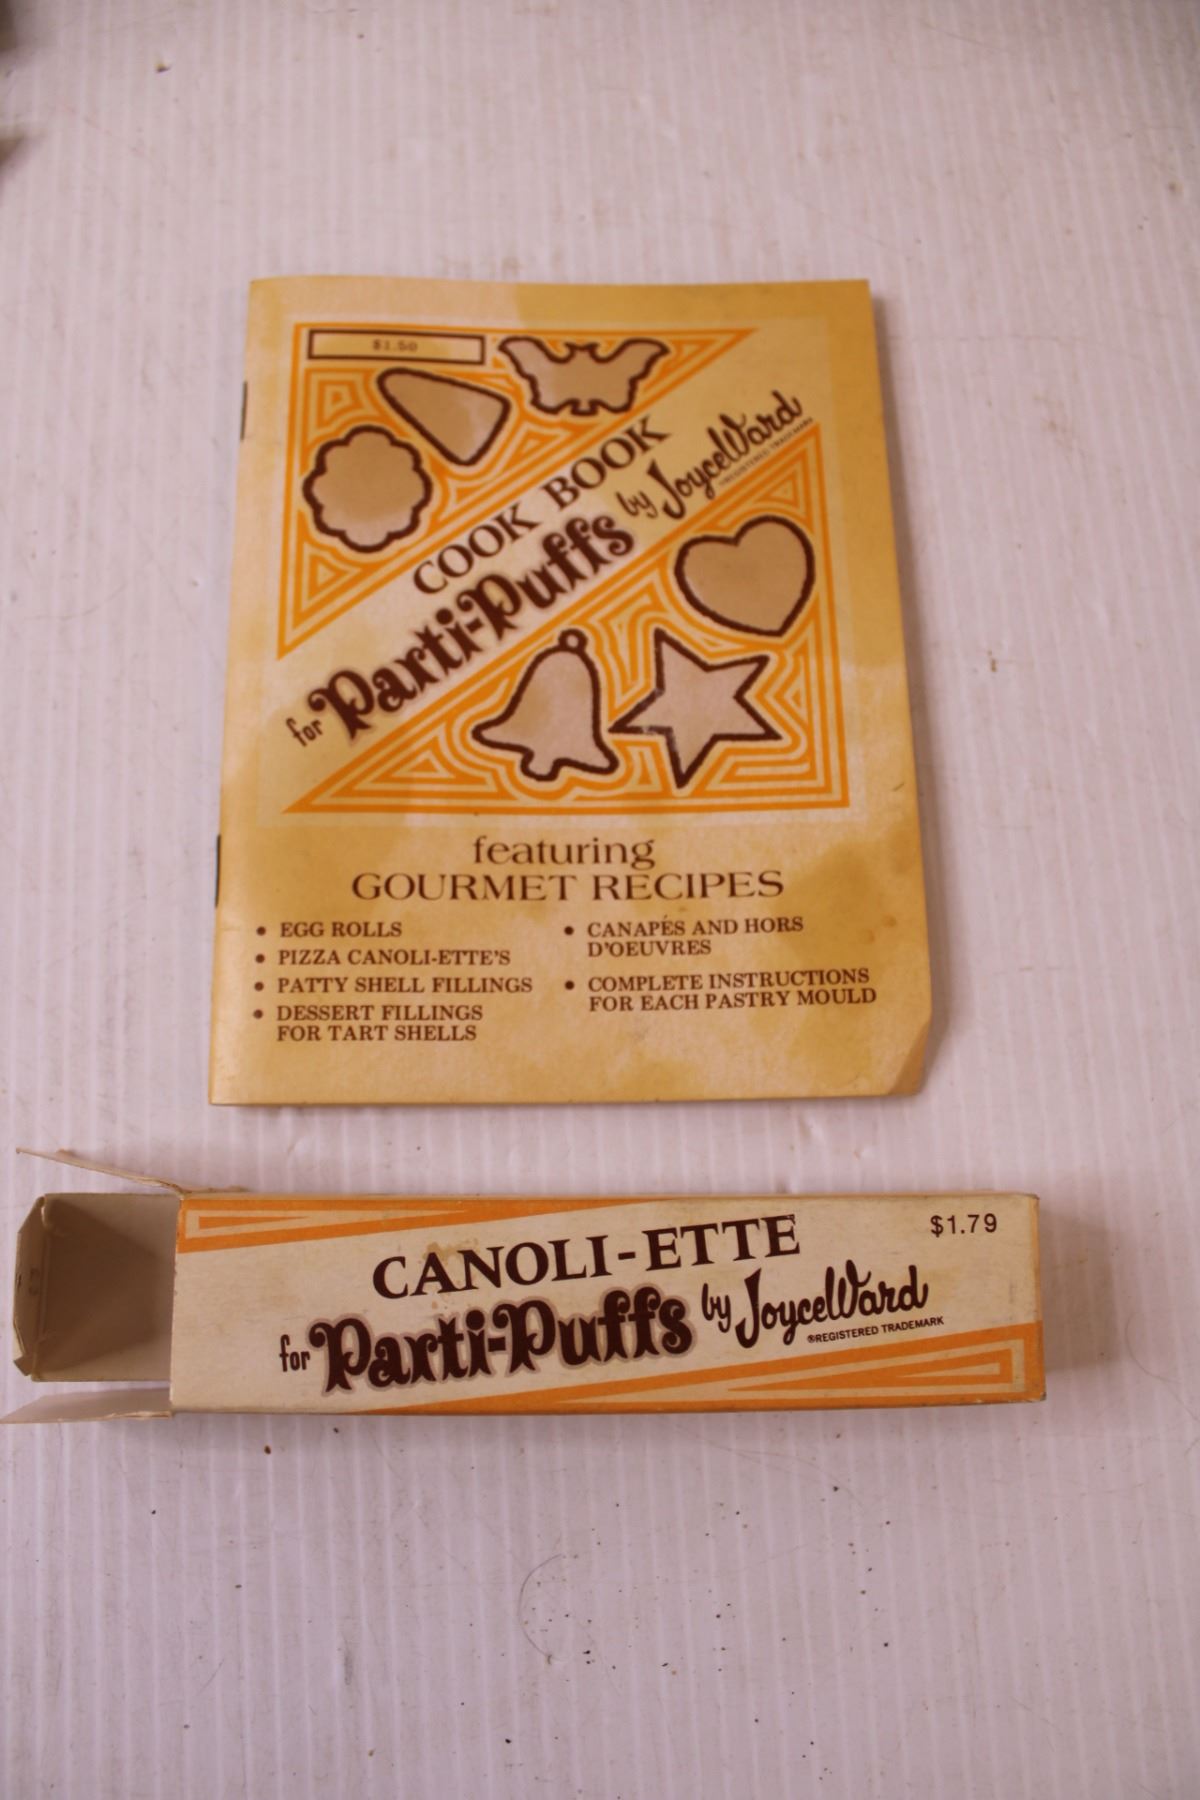 $1.50
COOK BOOK
for Parti-Puffs by JoyceWard
®REGISTERED TRADEMARK
featuring
GOURMET RECIPES
• EGG ROLLS
• PIZZA CANOLI-ETTE'S
• PATTY SHELL FILLINGS
• DESSERT FILLINGS
FOR TART SHELLS
• CANAPÉS AND HORS
D'OEUVRES
• COMPLETE INSTRUCTIONS
FOR EACH PASTRY MOULD
CANOLI-ETTE
$1.79
for Parti-Puffs by JoyceWard
®REGISTERED TRADEMARK